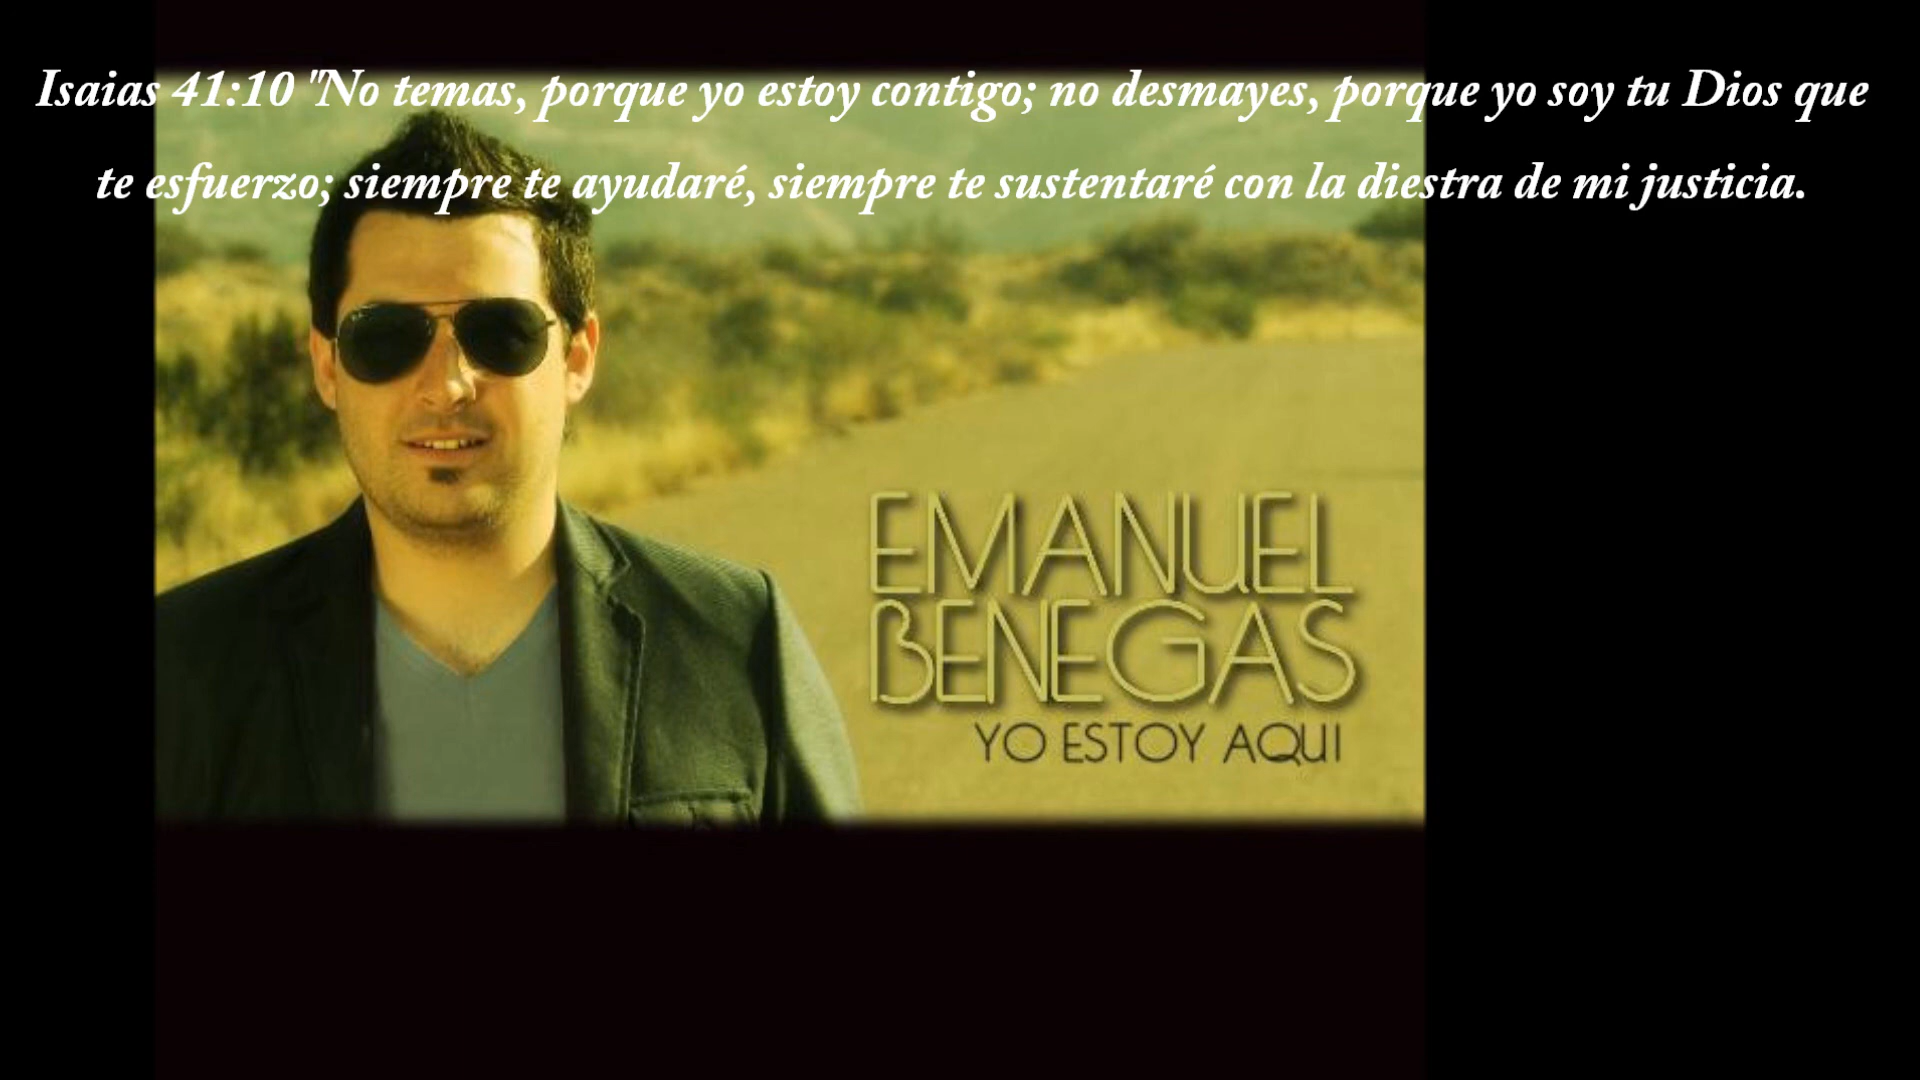 Isaias 41:10 "No temas, porque yo estoy contigo; no desmayes, porque yo soy tu Dios que
te esfuerzo; siempre te ayudaré, siempre te sustentaré con la diestra de mi justicia.
EMANUEL
BENEGAS
YO ESTOY AQUI